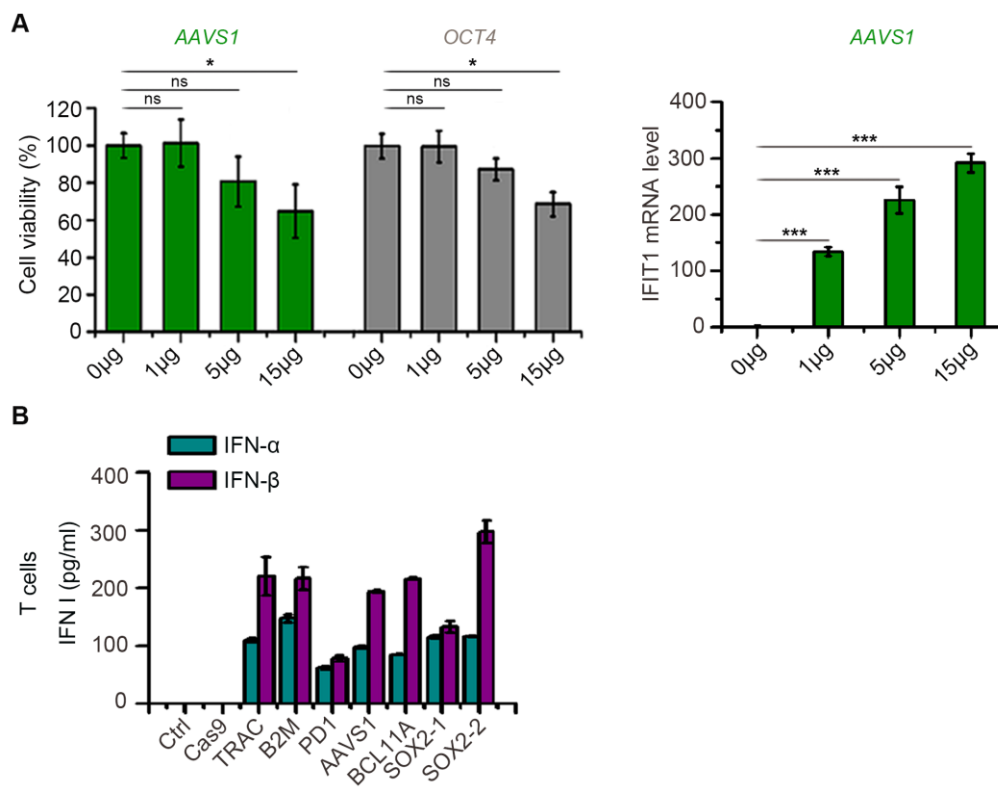 A
AAVS1
OCT4
AAVS1
*
ns
ns
*
ns
ns
Cell viability (%)
120
100
80
60
40
20
0
0μg
1μg
5μg
15μg
0μg
1μg
5μg
15μg
IFIT1 mRNA level
400
300
200
100
0
***
***
***
0μg
1μg
5μg
15μg
B
IFN-α
IFN-β
T cells
IFN I (pg/ml)
400
300
200
100
0
Ctrl
Cas9
TRAC
B2M
PD1
AAVS1
BCL11A
SOX2-1
SOX2-2